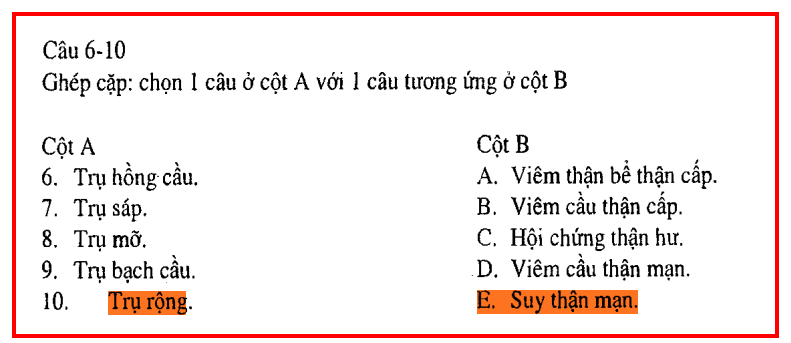 Câu 6-10
Ghép cặp: chọn 1 câu ở cột A với 1 câu tương ứng ở cột B
Cột A Cột B
6. Trụ hồng cầu. A. Viêm thận bể thận cấp.
7. Trụ sáp. B. Viêm cầu thận cấp.
8. Trụ mỡ. C. Hội chứng thận hư.
9. Trụ bạch cầu. D. Viêm cầu thận mạn.
10. Trụ rộng. E. Suy thận mạn.